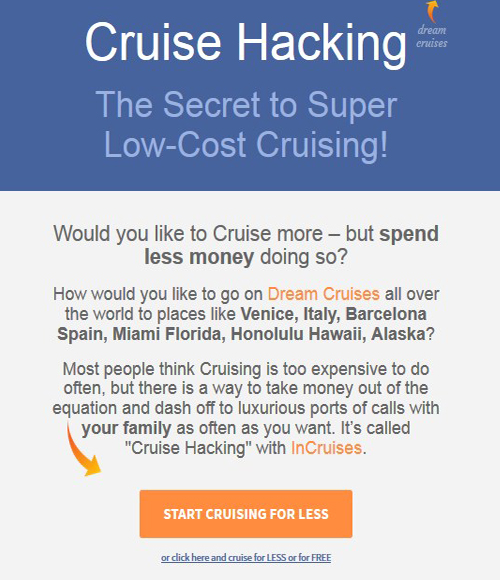 Cruise Hacking
dream
cruises
The Secret to Super
Low-Cost Cruising!
Would you like to Cruise more – but spend
less money doing so?
How would you like to go on Dream Cruises all over
the world to places like Venice, Italy, Barcelona
Spain, Miami Florida, Honolulu Hawaii, Alaska?
Most people think Cruising is too expensive to do
often, but there is a way to take money out of the
equation and dash off to luxurious ports of calls with
your family as often as you want. It's called
"Cruise Hacking" with InCruises.
START CRUISING FOR LESS
or click here and cruise for LESS or for FREE